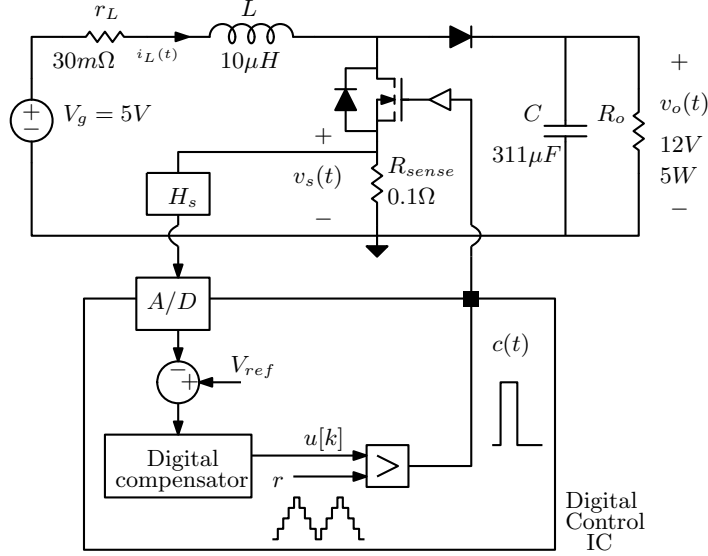 r_L
L
30mΩ
i_L(t)
10μH
+
−
V_g = 5V
+
v_s(t)
−
H_s
R_sense
0.1Ω
C
311μF
R_o
+
v_o(t)
12V
5W
−
A/D
−
+
V_ref
c(t)
Digital
compensator
u[k]
r
>
Digital
Control
IC